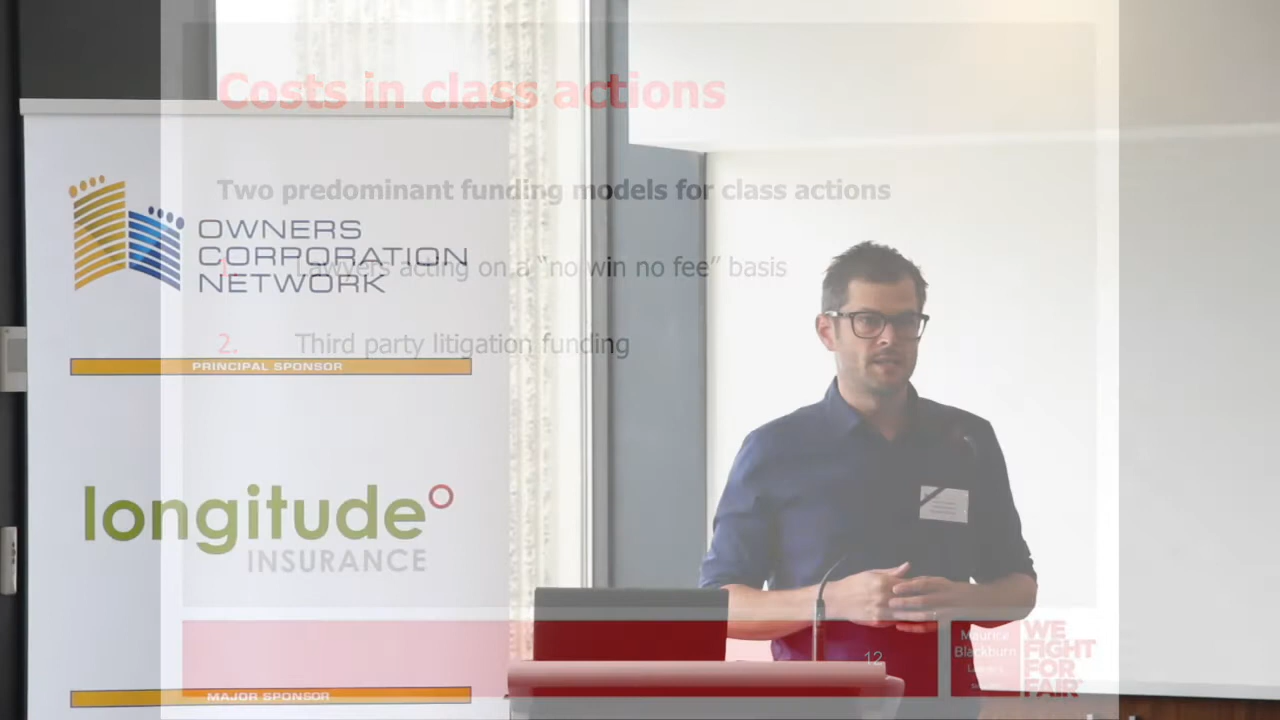 Costs in class actions
Two predominant funding models for class actions
1. Lawyers acting on a “no win no fee” basis
2. Third party litigation funding
OWNERS
CORPORATION
NETWORK
PRINCIPAL SPONSOR
longitude
INSURANCE
MAJOR SPONSOR
12
Maurice
Blackburn
Lawyers
WE
FIGHT
FOR
FAIR